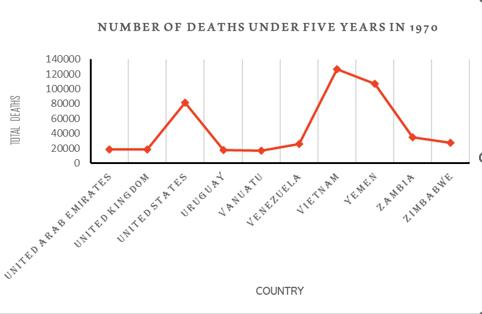 NUMBER OF DEATHS UNDER FIVE YEARS IN 1970
140000
120000
100000
80000
60000
40000
20000
0
TOTAL DEATHS
UNITED ARAB EMIRATES
UNITED KINGDOM
UNITED STATES
URUGUAY
VANUATU
VENEZUELA
VIETNAM
YEMEN
ZAMBIA
ZIMBABWE
COUNTRY